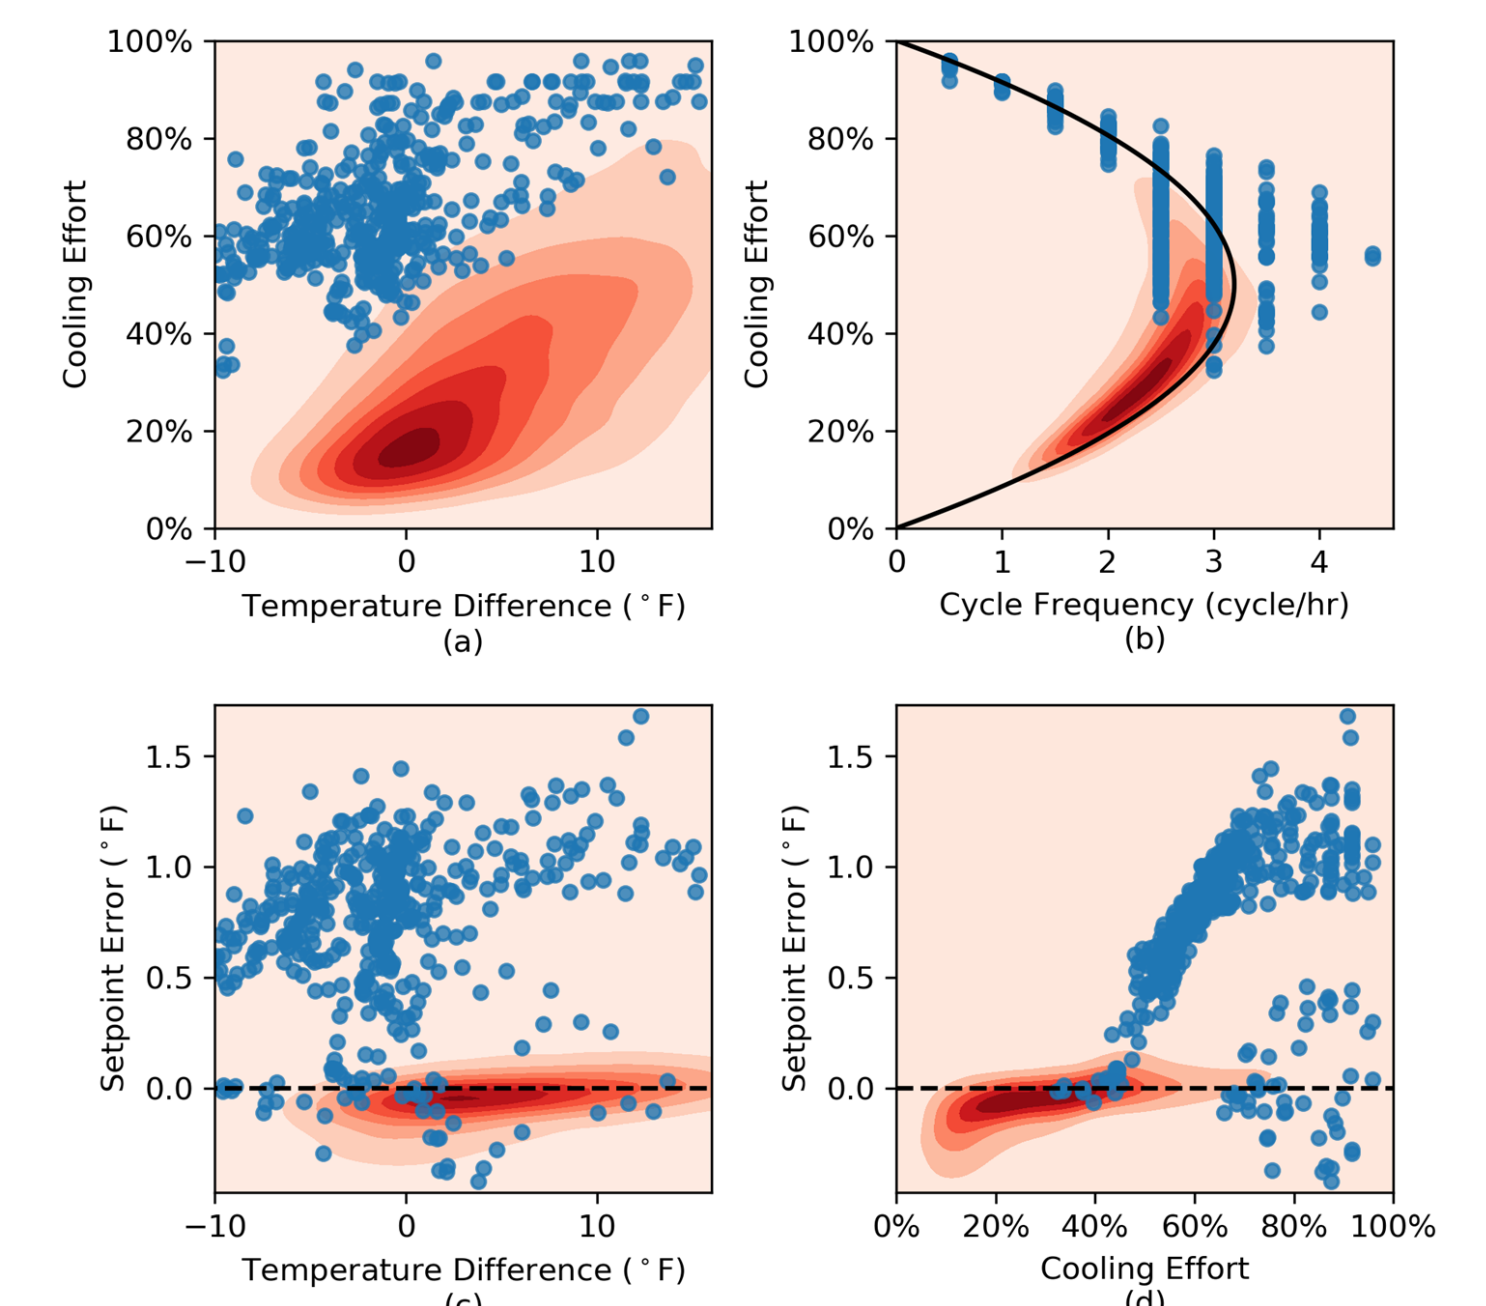 100%
80%
60%
40%
20%
0%
Cooling Effort
−10 0 10
Temperature Difference (°F)
(a)
100%
80%
60%
40%
20%
0%
Cooling Effort
0 1 2 3 4
Cycle Frequency (cycle/hr)
(b)
1.5
1.0
0.5
0.0
Setpoint Error (°F)
−10 0 10
Temperature Difference (°F)
(c)
1.5
1.0
0.5
0.0
Setpoint Error (°F)
0% 20% 40% 60% 80% 100%
Cooling Effort
(d)